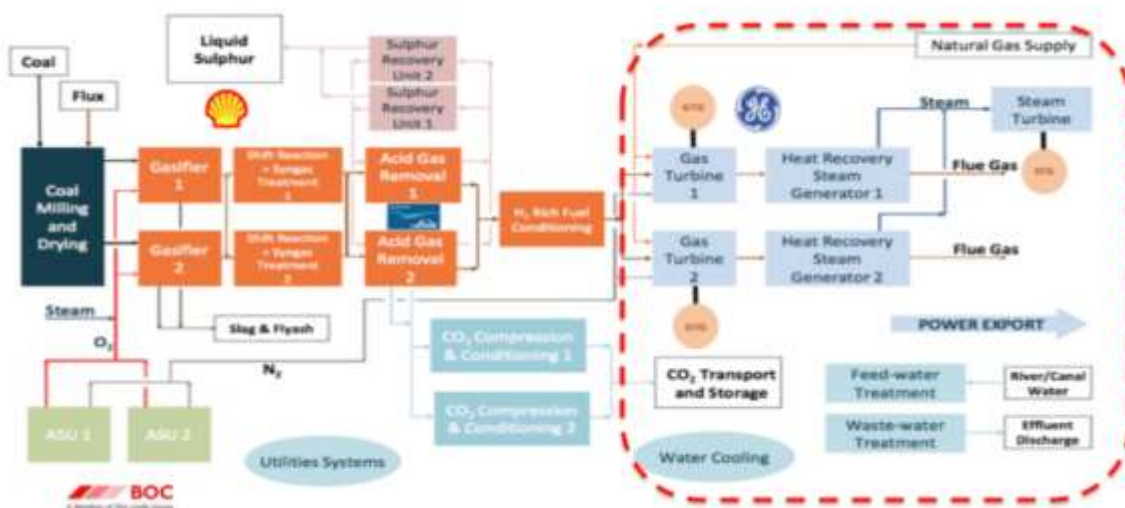 Coal
Flux
Liquid
Sulphur
Sulphur
Recovery
Unit 2
Sulphur
Recovery
Unit 1
Natural Gas Supply
Coal
Milling
and
Drying
Gasifier
1
Gasifier
2
Shift Reaction
+ Syngas
Treatment
1
Shift Reaction
+ Syngas
Treatment
2
Acid Gas
Removal 1
Acid Gas
Removal
2
H2 Rich Fuel
Conditioning
Gas
Turbine
1
Gas
Turbine
2
Heat Recovery
Steam
Generator 1
Heat Recovery
Steam
Generator 2
Steam
Steam
Turbine
Flue Gas
Flue Gas
Steam
O2
Slag & Flyash
N2
ASU 1
ASU 2
BOC
CO2 Compression
& Conditioning 1
CO2 Compression
& Conditioning 2
CO2 Transport
and Storage
POWER EXPORT
Feed-water
Treatment
River/Canal
Water
Waste-water
Treatment
Effluent
Discharge
Utilities Systems
Water Cooling